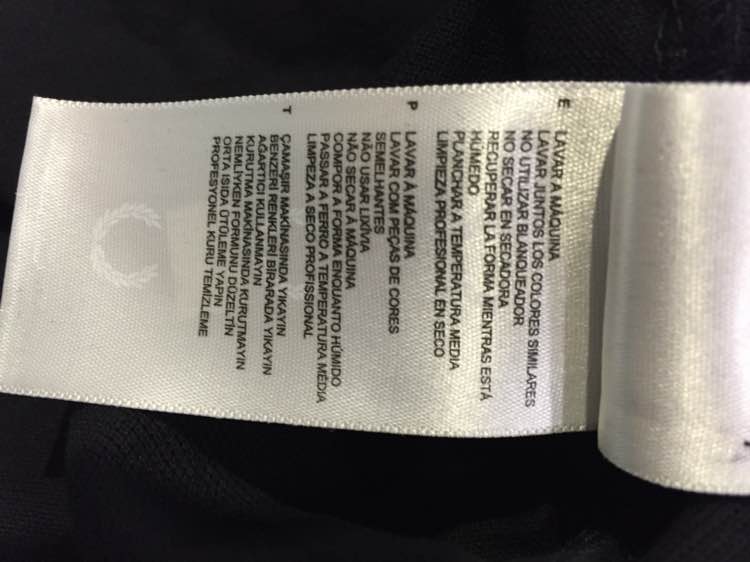 E LAVAR A MÁQUINA
LAVAR JUNTOS LOS COLORES SIMILARES
NO UTILIZAR BLANQUEADOR
NO SECAR EN SECADORA
RECUPERAR LA FORMA MIENTRAS ESTÁ
HÚMEDO
PLANCHAR A TEMPERATURA MEDIA
LIMPIEZA PROFESIONAL EN SECO
P LAVAR À MÁQUINA
LAVAR COM PEÇAS DE CORES
SEMELHANTES
NÃO USAR LIXÍVIA
NÃO SECAR À MÁQUINA
COMPOR A FORMA ENQUANTO HÚMIDO
PASSAR A FERRO A TEMPERATURA MÉDIA
LIMPEZA A SECO PROFISSIONAL
T ÇAMAŞIR MAKİNASINDA YIKAYIN
BENZERİ RENKLERİ BİRARADA YIKAYIN
AĞARTICI KULLANMAYIN
KURUTMA MAKİNASINDA KURUTMAYIN
NEMLİYKEN FORMUNU DÜZELTİN
ORTA ISIDA ÜTÜLEME YAPIN
PROFESYONEL KURU TEMİZLEME